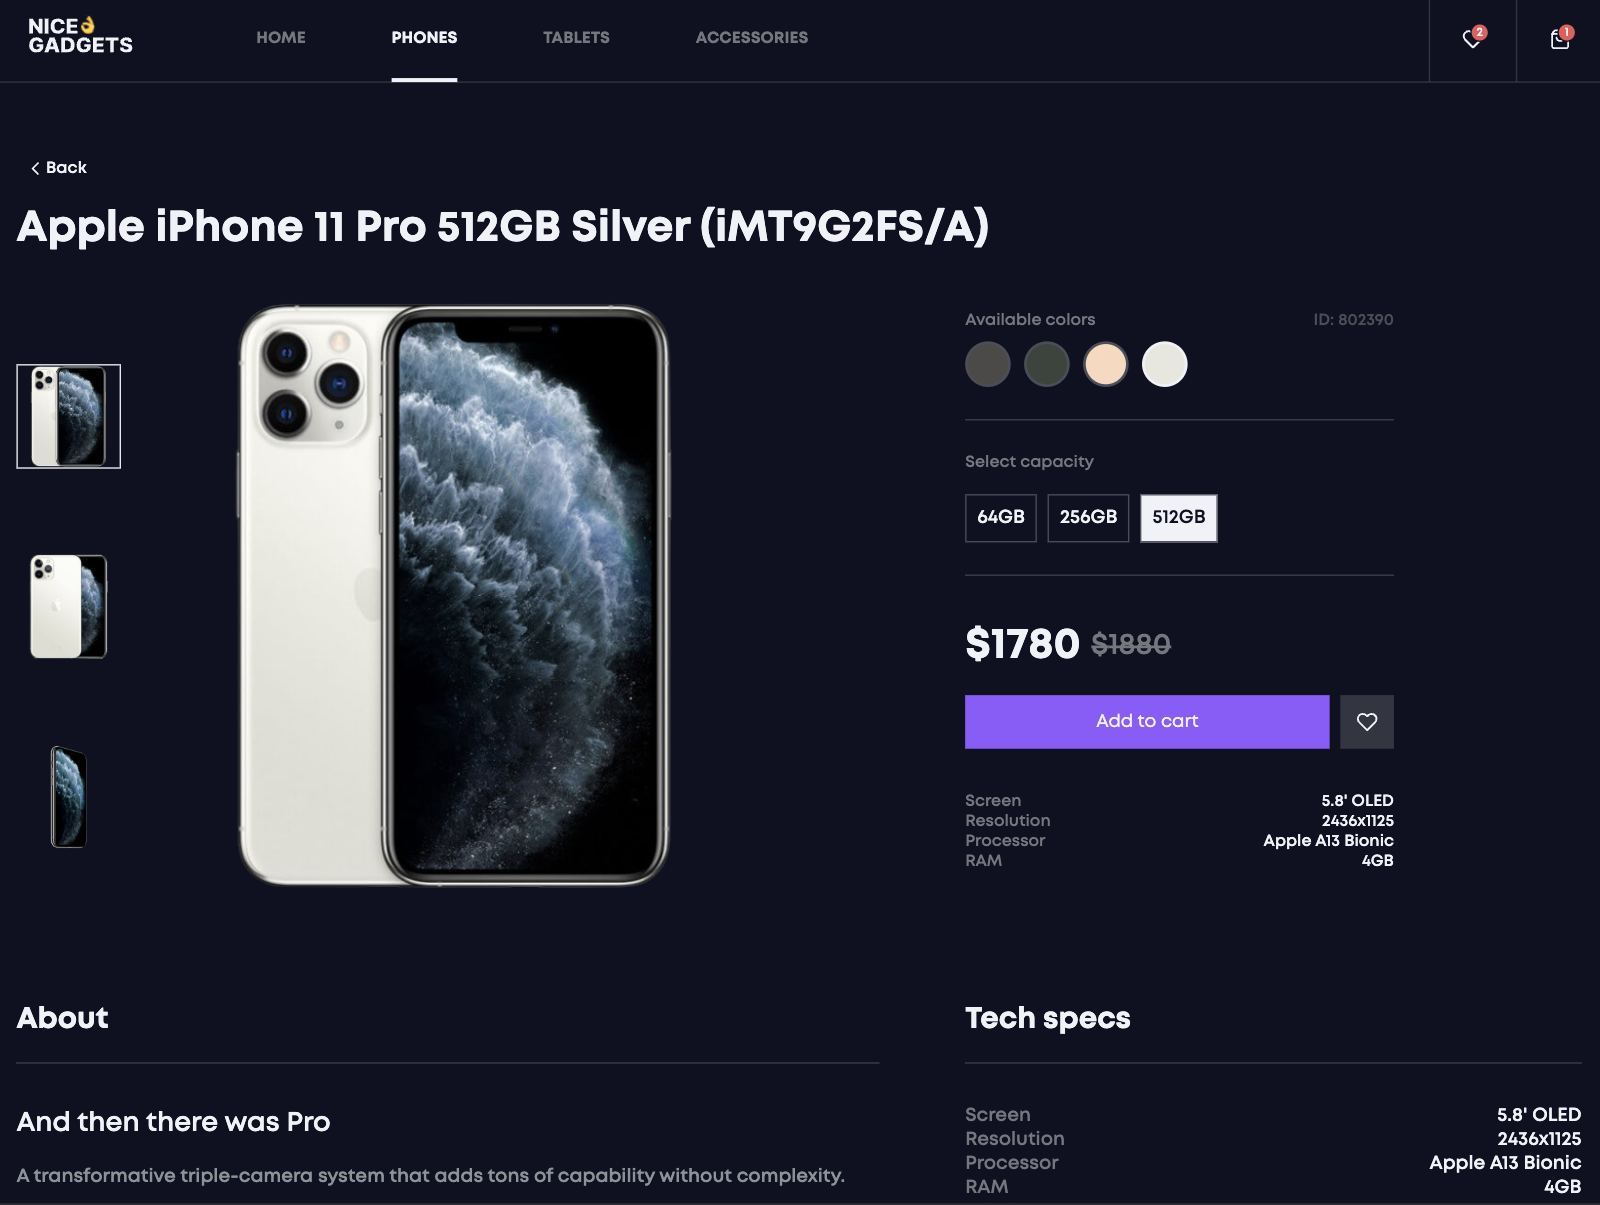 NICE👌
GADGETS
HOME
PHONES
TABLETS
ACCESSORIES
2
1
Back
Apple iPhone 11 Pro 512GB Silver (iMT9G2FS/A)
Available colors
ID: 802390
Select capacity
64GB
256GB
512GB
$1780 $1880
Add to cart
Screen 5.8' OLED
Resolution 2436x1125
Processor Apple A13 Bionic
RAM 4GB
About
And then there was Pro
A transformative triple-camera system that adds tons of capability without complexity.
Tech specs
Screen 5.8' OLED
Resolution 2436x1125
Processor Apple A13 Bionic
RAM 4GB